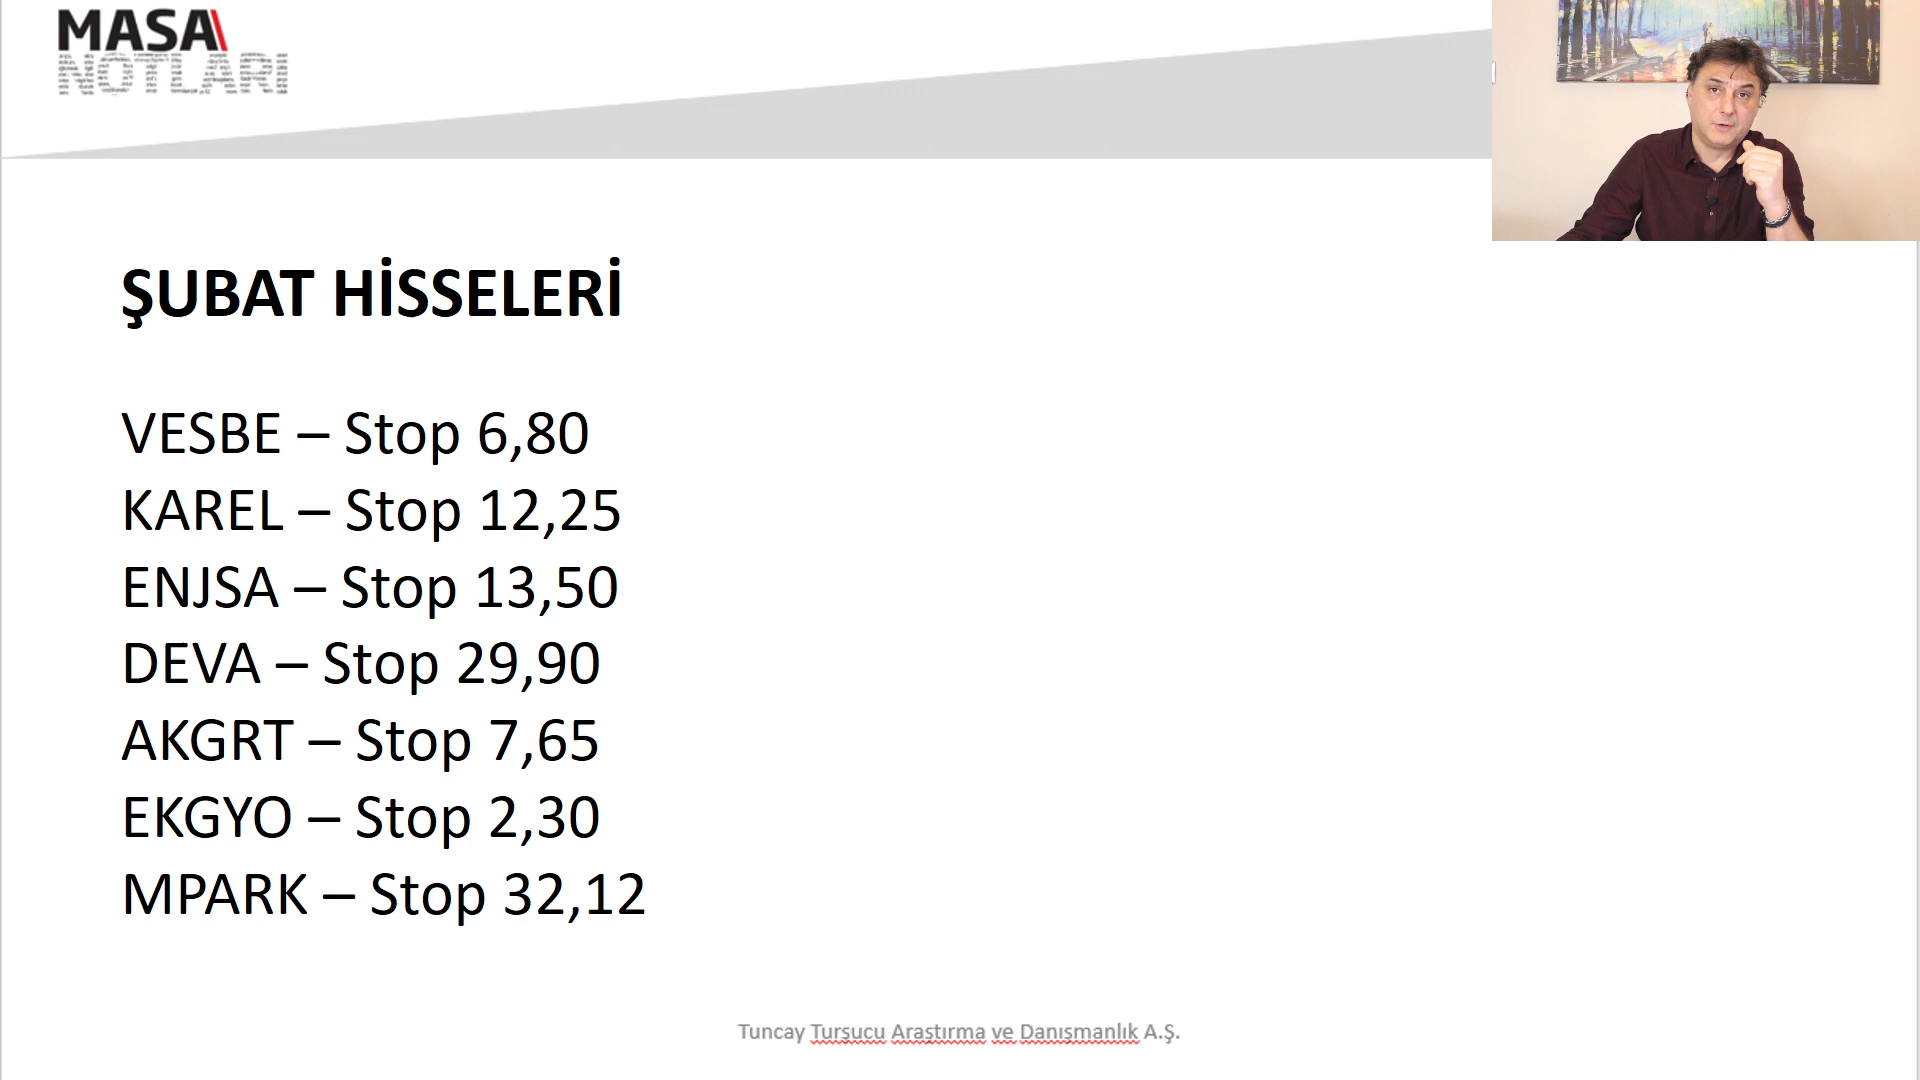 MASA
NOTLARI
ŞUBAT HİSSELERİ
VESBE – Stop 6,80
KAREL – Stop 12,25
ENJSA – Stop 13,50
DEVA – Stop 29,90
AKGRT – Stop 7,65
EKGYO – Stop 2,30
MPARK – Stop 32,12
Tuncay Turşucu Araştırma ve Danışmanlık A.Ş.